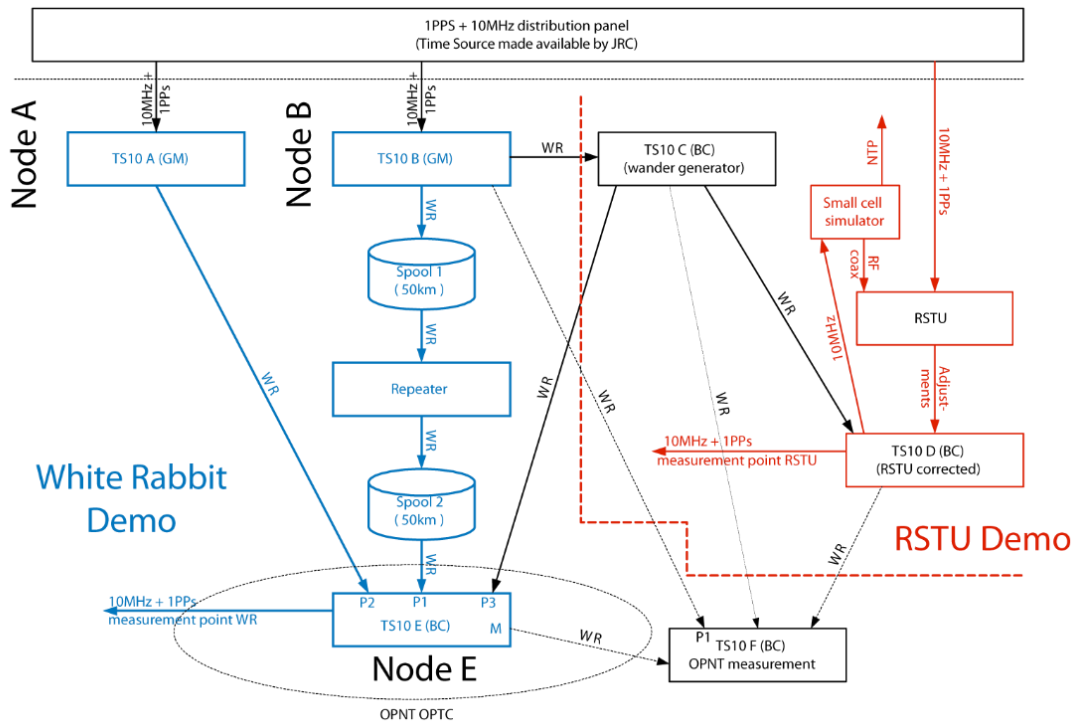 1PPS + 10MHz distribution panel
(Time Source made available by JRC)
Node A
10MHz +
1PPs
TS10 A (GM)
Node B
10MHz +
1PPs
TS10 B (GM)
WR
TS10 C (BC)
(wander generator)
NTP
10MHz + 1PPs
Small cell
simulator
RF
coax
RSTU
10MHz
Adjust-
ments
WR
Spool 1
( 50km )
WR
Repeater
WR
Spool 2
( 50km )
WR
WR
WR
WR
WR
WR
10MHz + 1PPs
measurement point RSTU
TS10 D (BC)
(RSTU corrected)
White Rabbit
Demo
RSTU Demo
WR
10MHz + 1PPs
measurement point WR
P2
P1
P3
TS10 E (BC)
M
WR
Node E
P1
TS10 F (BC)
OPNT measurement
OPNT OPTC